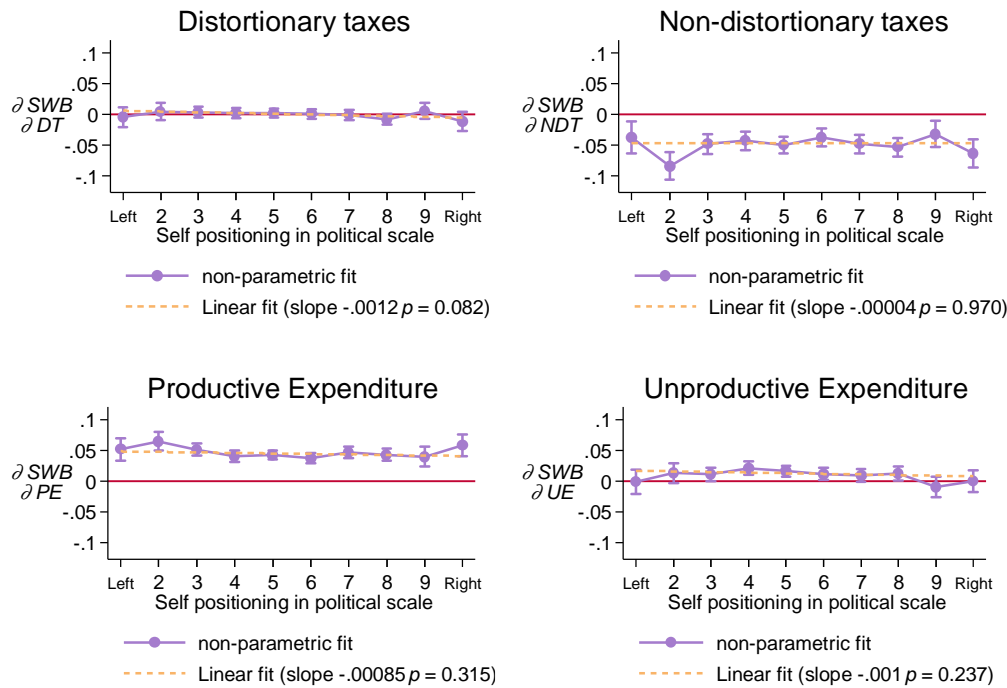 Distortionary taxes
.1
.05
0
-.05
-.1
∂ SWB
∂ DT
Left 2 3 4 5 6 7 8 9 Right
Self positioning in political scale
non-parametric fit
Linear fit (slope -.0012 p = 0.082)
Non-distortionary taxes
.1
.05
0
-.05
-.1
∂ SWB
∂ NDT
Left 2 3 4 5 6 7 8 9 Right
Self positioning in political scale
non-parametric fit
Linear fit (slope -.00004 p = 0.970)
Productive Expenditure
.1
.05
0
-.05
-.1
∂ SWB
∂ PE
Left 2 3 4 5 6 7 8 9 Right
Self positioning in political scale
non-parametric fit
Linear fit (slope -.00085 p = 0.315)
Unproductive Expenditure
.1
.05
0
-.05
-.1
∂ SWB
∂ UE
Left 2 3 4 5 6 7 8 9 Right
Self positioning in political scale
non-parametric fit
Linear fit (slope -.001 p = 0.237)